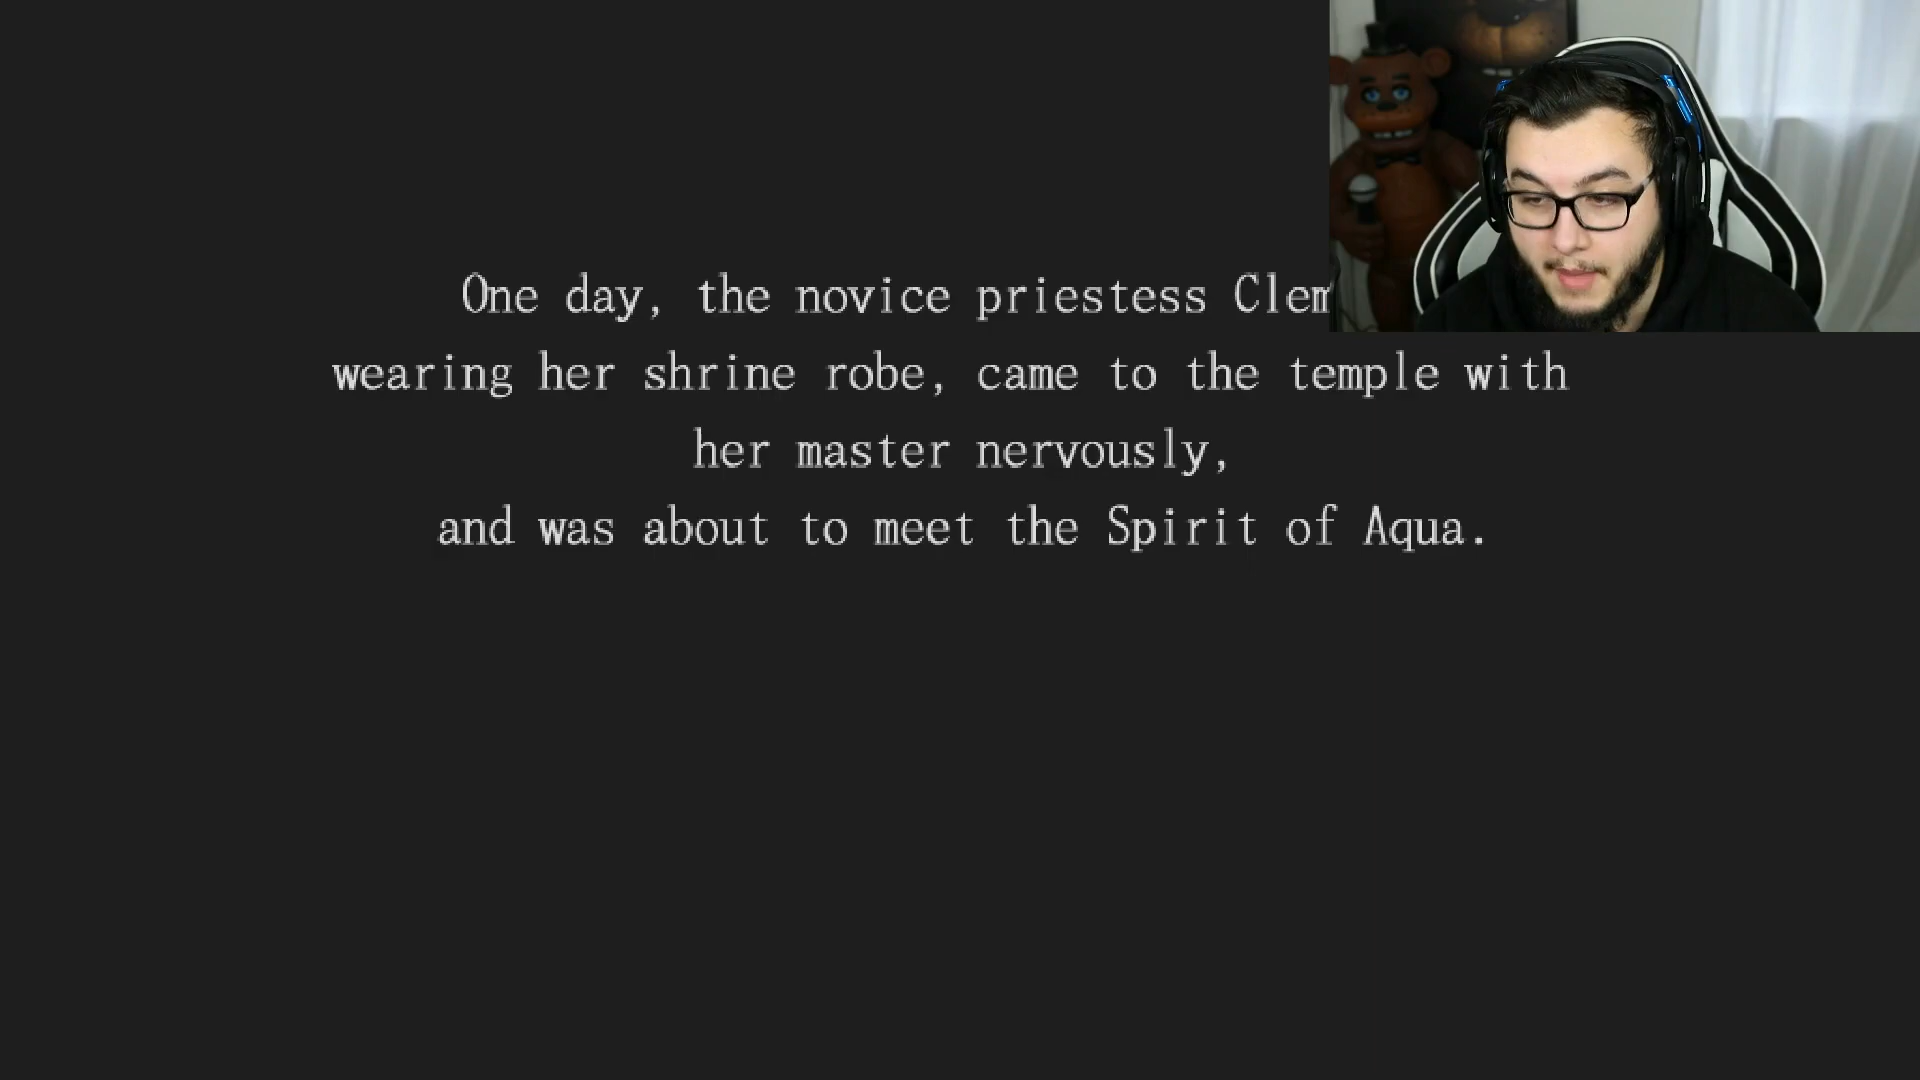 One day, the novice priestess
wearing her shrine robe, came to the temple with
her master nervously,
and was about to meet the Spirit of Aqua.